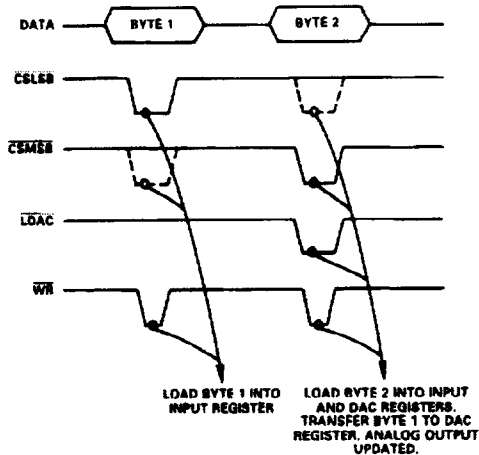 DATA
BYTE 1
BYTE 2
CSLSB
CSMSB
LDAC
WR
LOAD BYTE 1 INTO
INPUT REGISTER
LOAD BYTE 2 INTO INPUT
AND DAC REGISTERS.
TRANSFER BYTE 1 TO DAC
REGISTER. ANALOG OUTPUT
UPDATED.